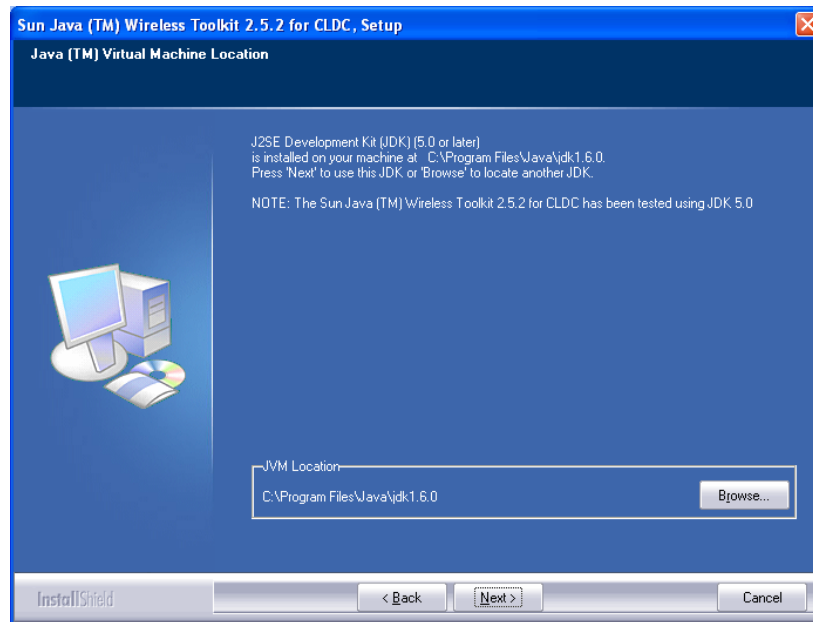 Sun Java (TM) Wireless Toolkit 2.5.2 for CLDC, Setup
Java (TM) Virtual Machine Location
J2SE Development Kit (JDK) (5.0 or later)
is installed on your machine at C:\Program Files\Java\jdk1.6.0.
Press 'Next' to use this JDK or 'Browse' to locate another JDK.
NOTE: The Sun Java (TM) Wireless Toolkit 2.5.2 for CLDC has been tested using JDK 5.0
JVM Location
C:\Program Files\Java\jdk1.6.0
Browse...
InstallShield
< Back
Next >
Cancel